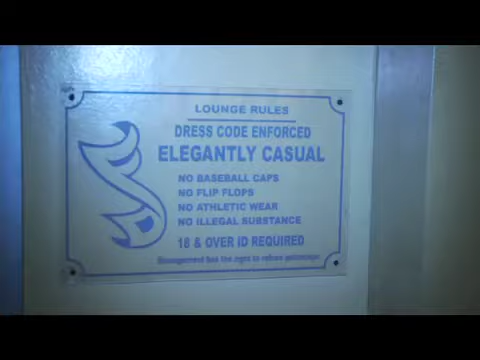 LOUNGE RULES
DRESS CODE ENFORCED
ELEGANTLY CASUAL
NO BASEBALL CAPS
NO FLIP FLOPS
NO ATHLETIC WEAR
NO ILLEGAL SUBSTANCE
18 & OVER ID REQUIRED
Management has the right to refuse patronage